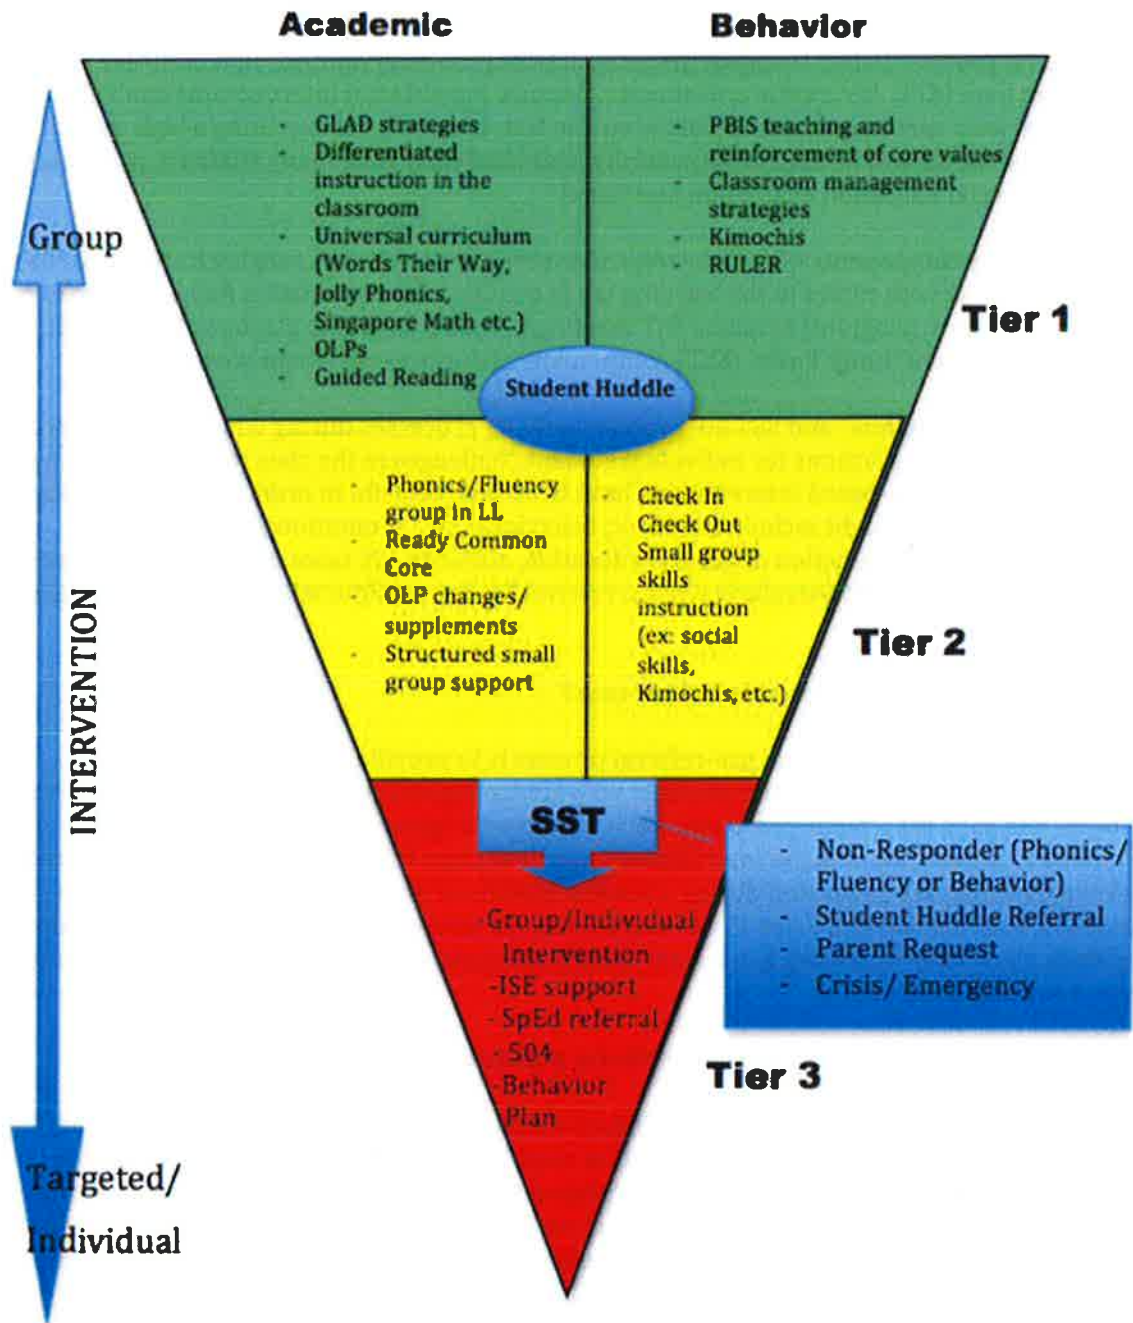 Academic
Behavior
- GLAD strategies
- Differentiated
instruction in the
classroom
- Universal curriculum
(Words Their Way,
Jolly Phonics,
Singapore Math etc.)
- OLPs
- Guided Reading
- PBIS teaching and
reinforcement of core values
- Classroom management
strategies
- Kimochis
- RULER
Group
Tier 1
Student Huddle
- Phonics/Fluency
group in LL
- Ready Common
Core
- OLP changes/
supplements
- Structured small
group support
- Check In
Check Out
- Small group
skills
instruction
(ex: social
skills,
Kimochis, etc.)
INTERVENTION
Tier 2
SST
- Non-Responder (Phonics/
Fluency or Behavior)
- Student Huddle Referral
- Parent Request
- Crisis/ Emergency
-Group/Individual
Intervention
-ISE support
- SpEd referral
- 504
-Behavior
Plan
Tier 3
Targeted/
Individual